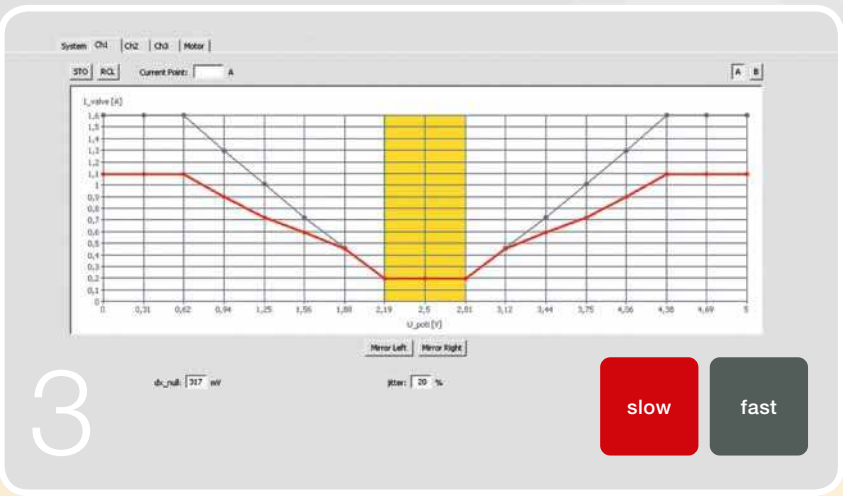 System Ch1 Ch2 Ch3 Motor
STO RCL Current Point: A A B
I_valve [A]
1,6
1,5
1,4
1,3
1,2
1,1
1
0,9
0,8
0,7
0,6
0,5
0,4
0,3
0,2
0,1
0
0 0,31 0,62 0,94 1,25 1,56 1,88 2,19 2,5 2,81 3,12 3,44 3,75 4,06 4,38 4,69 5
U_poti [V]
Mirror Left Mirror Right
dx_null: 317 mV jitter: 20 %
3
slow fast